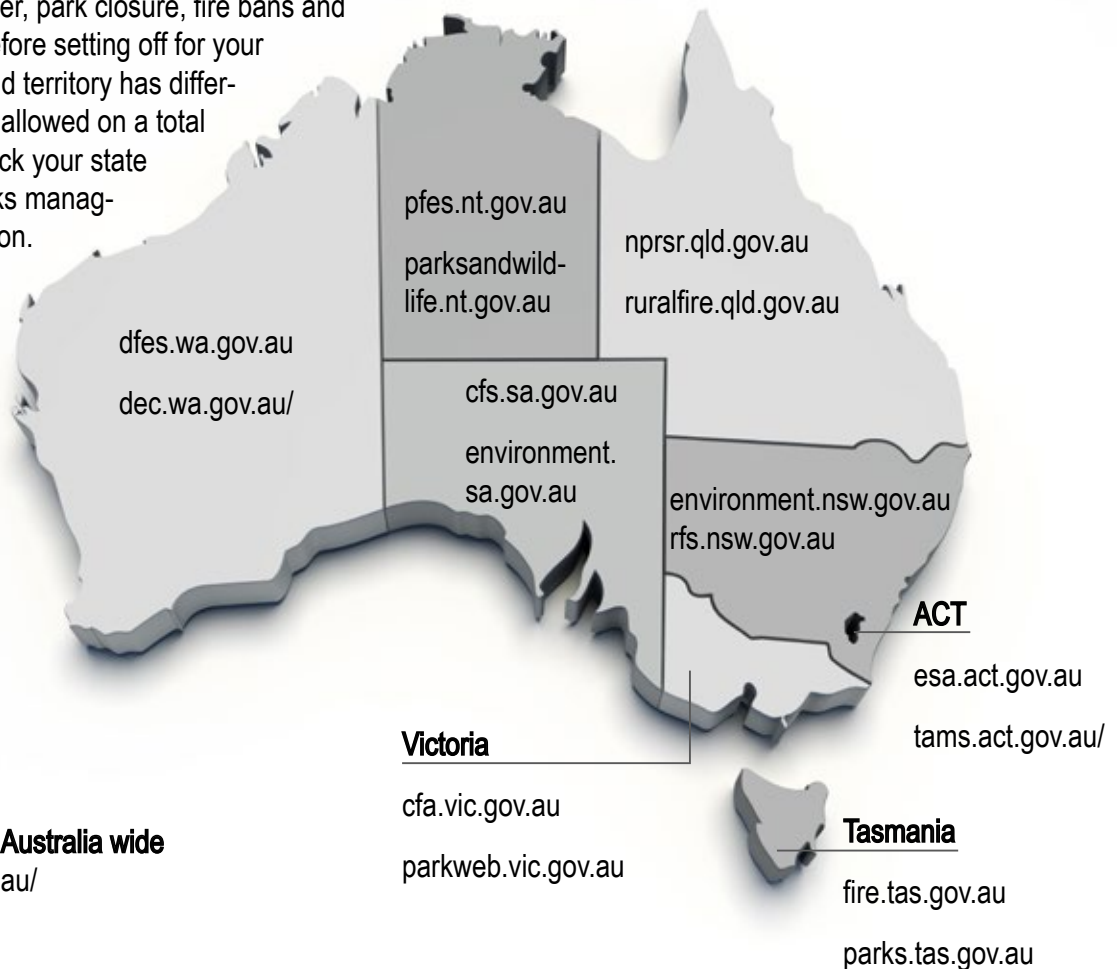 er, park closure, fire bans and
efore setting off for your
d territory has differ-
allowed on a total
ck your state
ks manag-
on.
pfes.nt.gov.au
parksandwild-
life.nt.gov.au
nprsr.qld.gov.au
ruralfire.qld.gov.au
dfes.wa.gov.au
dec.wa.gov.au/
cfs.sa.gov.au
environment.
sa.gov.au
environment.nsw.gov.au
rfs.nsw.gov.au
ACT
esa.act.gov.au
tams.act.gov.au/
Victoria
cfa.vic.gov.au
parkweb.vic.gov.au
Australia wide
au/
Tasmania
fire.tas.gov.au
parks.tas.gov.au